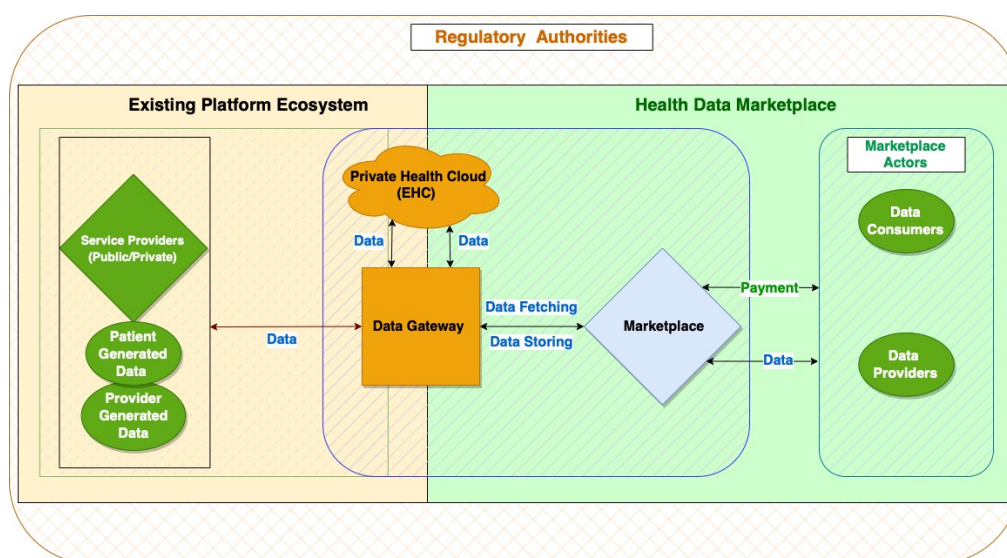 Regulatory Authorities
Existing Platform Ecosystem
Health Data Marketplace
Private Health Cloud
(EHC)
Marketplace
Actors
Service Providers
(Public/Private)
Data
Consumers
Data
Data
Payment
Data Fetching
Data Gateway
Marketplace
Data
Data Storing
Patient
Generated
Data
Data
Data
Providers
Provider
Generated
Data